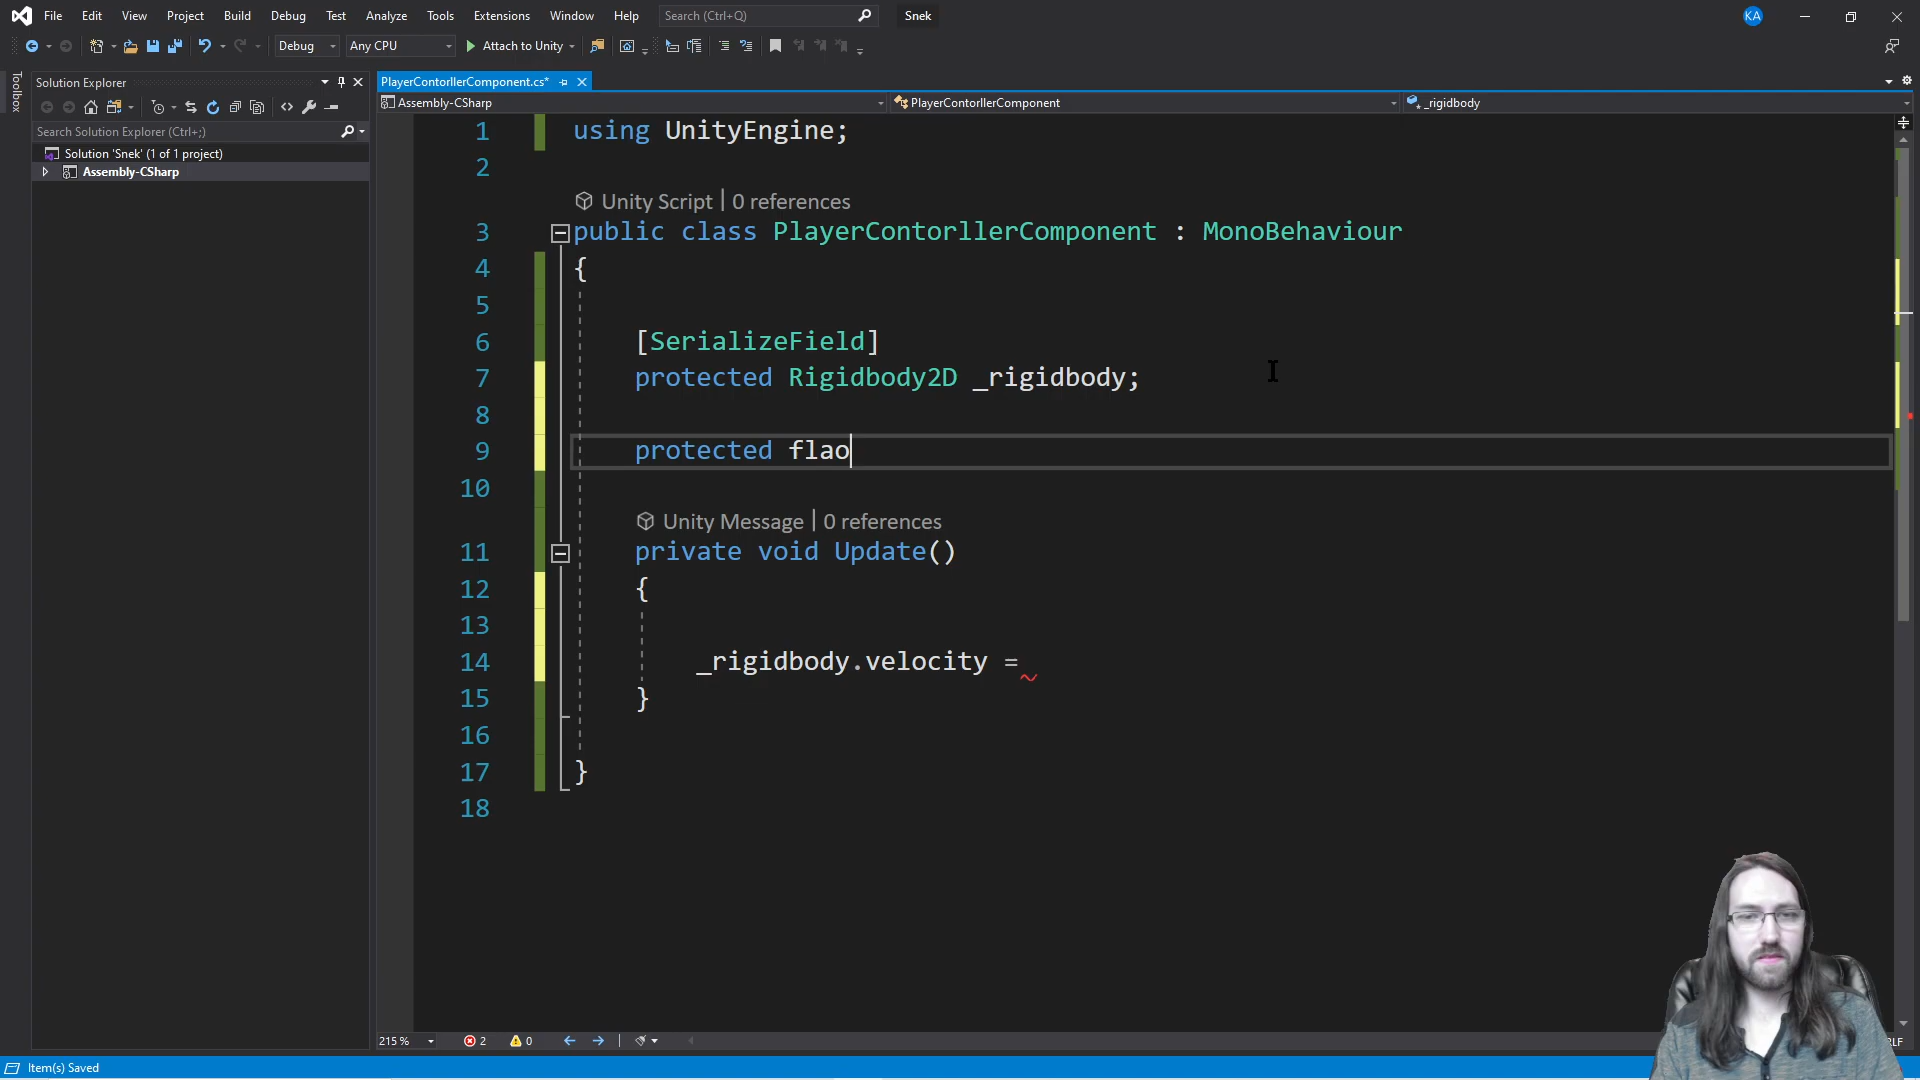 File Edit View Project Build Debug Test Analyze Tools Extensions Window Help Search (Ctrl+Q) Snek KA
Debug Any CPU Attach to Unity
Toolbox
Solution Explorer
Search Solution Explorer (Ctrl+;)
Solution 'Snek' (1 of 1 project)
Assembly-CSharp
PlayerContorllerComponent.cs*
Assembly-CSharp PlayerContorllerComponent _rigidbody
1 using UnityEngine;
2
Unity Script | 0 references
3 public class PlayerContorllerComponent : MonoBehaviour
4 {
5
6 [SerializeField]
7 protected Rigidbody2D _rigidbody;
8
9 protected flao
10
Unity Message | 0 references
11 private void Update()
12 {
13
14 _rigidbody.velocity =
15 }
16
17 }
18
215 % 2 0
Item(s) Saved